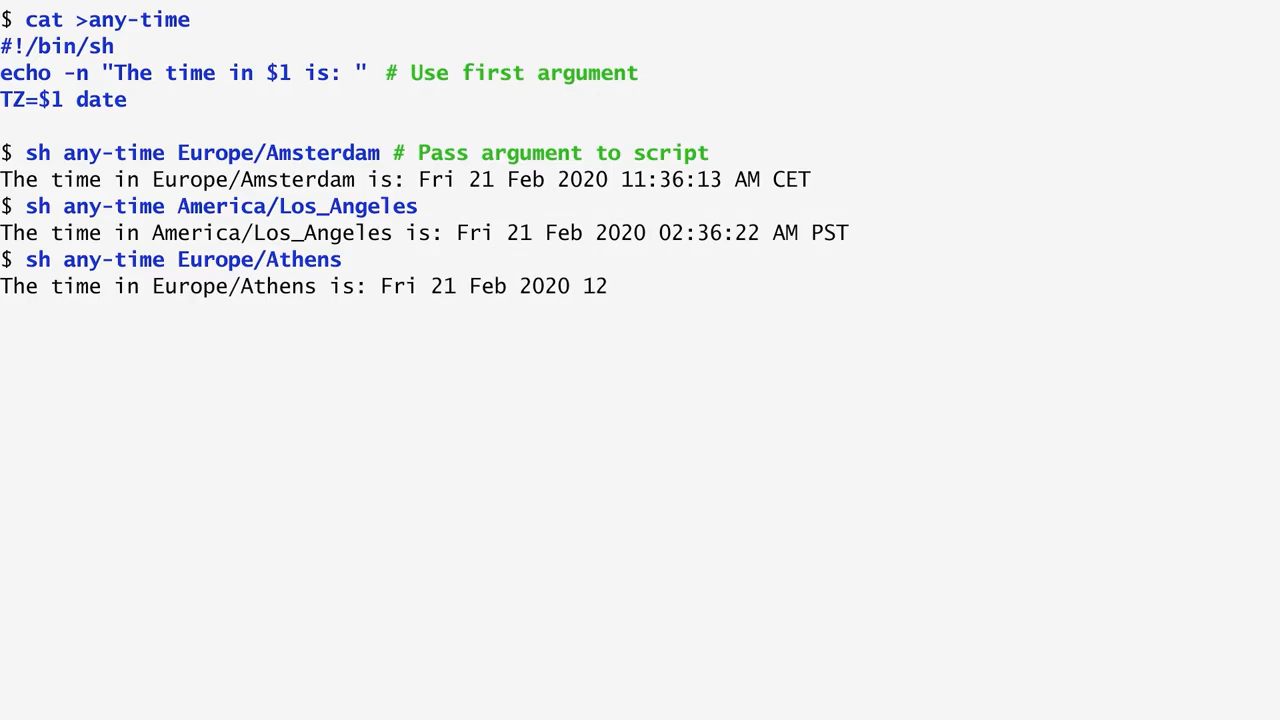 $ cat >any-time
#!/bin/sh
echo -n "The time in $1 is: " # Use first argument
TZ=$1 date
$ sh any-time Europe/Amsterdam # Pass argument to script
The time in Europe/Amsterdam is: Fri 21 Feb 2020 11:36:13 AM CET
$ sh any-time America/Los_Angeles
The time in America/Los_Angeles is: Fri 21 Feb 2020 02:36:22 AM PST
$ sh any-time Europe/Athens
The time in Europe/Athens is: Fri 21 Feb 2020 12